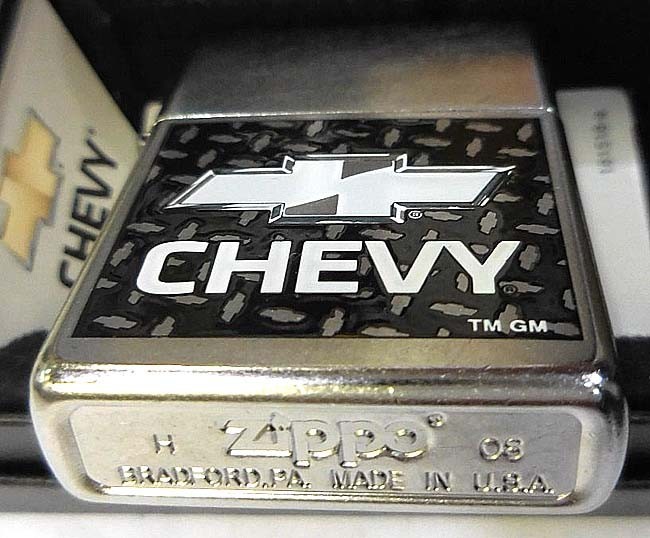 CHEVY®
TM GM
CHEVY
H zippo® 08
BRADFORD,PA. MADE IN U.S.A.